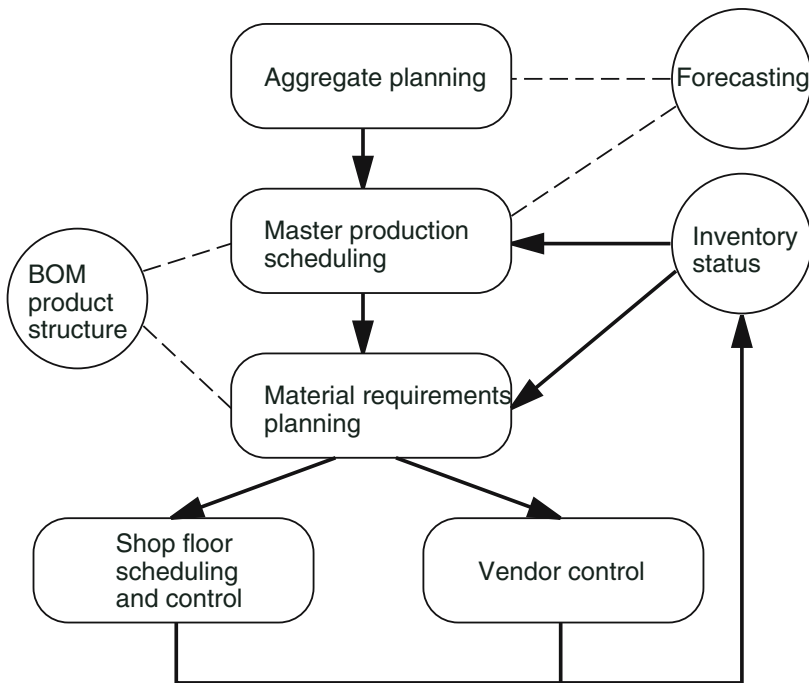 Aggregate planning
Forecasting
Master production
scheduling
Inventory
status
BOM
product
structure
Material requirements
planning
Shop floor
scheduling
and control
Vendor control